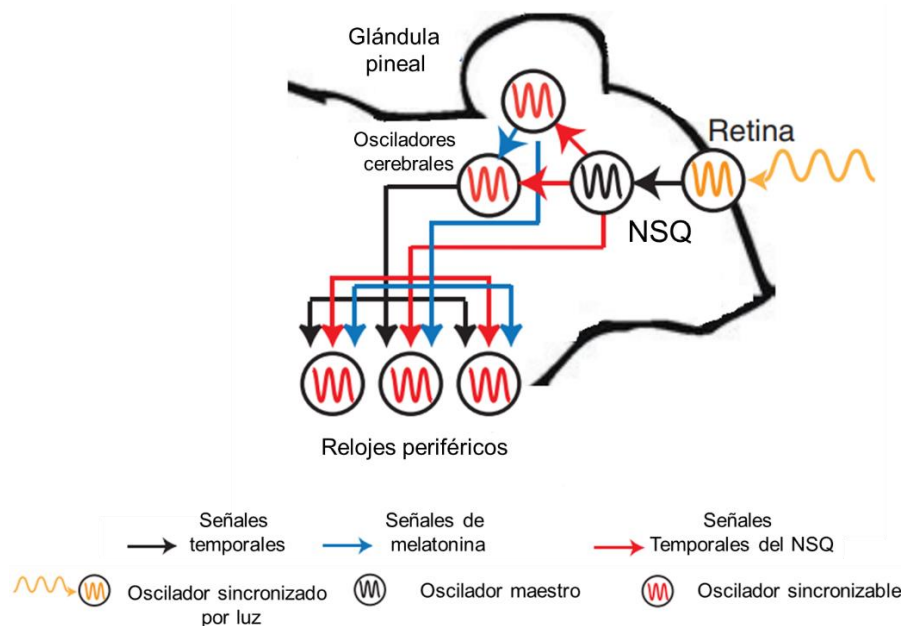 Glándula
pineal
Osciladores
cerebrales
Retina
NSQ
Relojes periféricos
Señales
temporales
Señales de
melatonina
Señales
Temporales del NSQ
Oscilador sincronizado
por luz
Oscilador maestro
Oscilador sincronizable